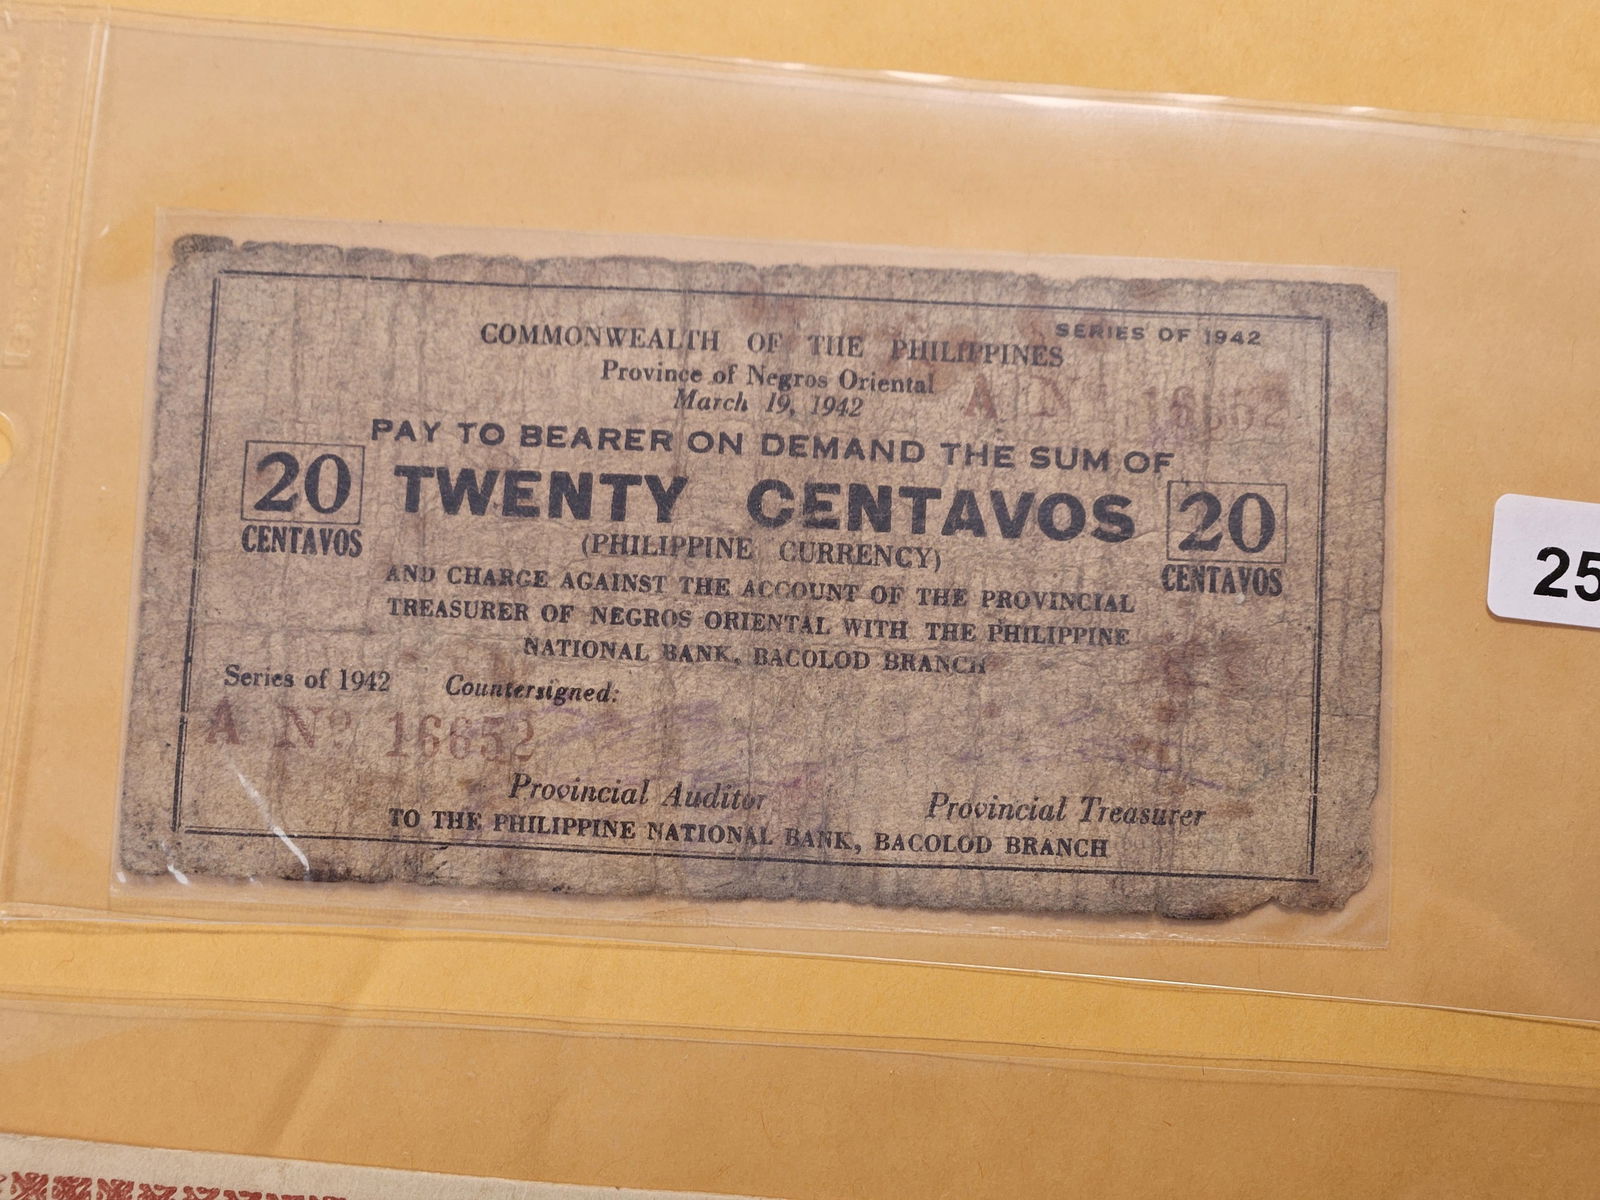 SERIES OF 1942
COMMONWEALTH OF THE PHILIPPINES
Province of Negros Oriental
A Nº 16652
March 19, 1942
PAY TO BEARER ON DEMAND THE SUM OF
20 TWENTY CENTAVOS 20
CENTAVOS (PHILIPPINE CURRENCY) CENTAVOS
AND CHARGE AGAINST THE ACCOUNT OF THE PROVINCIAL
TREASURER OF NEGROS ORIENTAL WITH THE PHILIPPINE
NATIONAL BANK, BACOLOD BRANCH
Series of 1942 Countersigned:
A Nº 16652
Provincial Auditor Provincial Treasurer
TO THE PHILIPPINE NATIONAL BANK, BACOLOD BRANCH
25